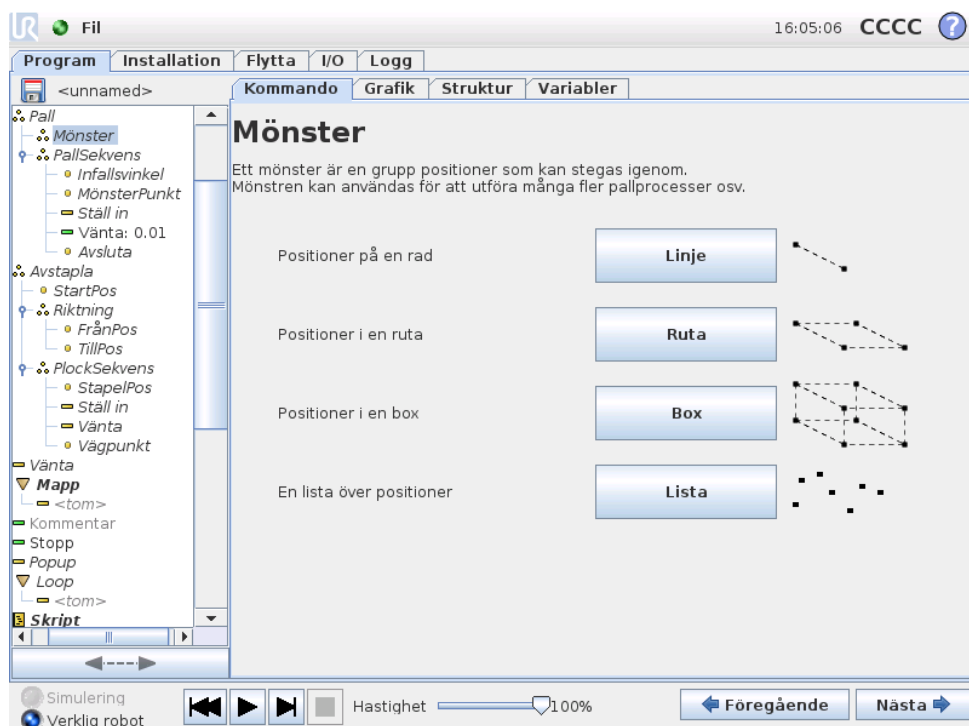 UR Fil 16:05:06 CCCC ?
Program Installation Flytta I/O Logg
<unnamed>
Kommando Grafik Struktur Variabler
Pall
Mönster
PallSekvens
Infallsvinkel
MönsterPunkt
Ställ in
Vänta: 0.01
Avsluta
Avstapla
StartPos
Riktning
FrånPos
TillPos
PlockSekvens
StapelPos
Ställ in
Vänta
Vägpunkt
Vänta
Mapp
<tom>
Kommentar
Stopp
Popup
Loop
<tom>
Skript
Mönster
Ett mönster är en grupp positioner som kan stegas igenom.
Mönstren kan användas för att utföra många fler pallprocesser osv.
Positioner på en rad Linje
Positioner i en ruta Ruta
Positioner i en box Box
En lista över positioner Lista
Simulering
Verklig robot
Hastighet 100% Föregående Nästa